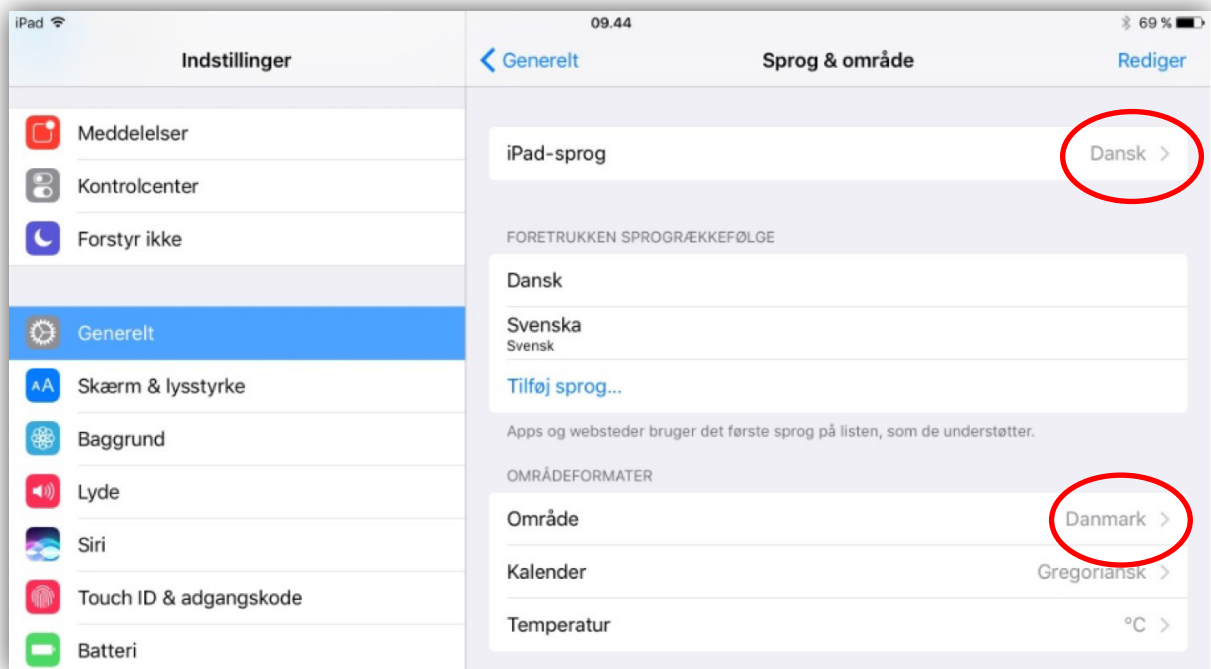 iPad 09.44 69 %
Indstillinger
Meddelelser
Kontrolcenter
Forstyr ikke
Generelt
Skærm & lysstyrke
Baggrund
Lyde
Siri
Touch ID & adgangskode
Batteri
Generelt Sprog & område Rediger
iPad-sprog Dansk
FORETRUKKEN SPROGRÆKKEFØLGE
Dansk
Svenska
Svensk
Tilføj sprog...
Apps og websteder bruger det første sprog på listen, som de understøtter.
OMRÅDEFORMATER
Område Danmark
Kalender Gregoriansk
Temperatur °C